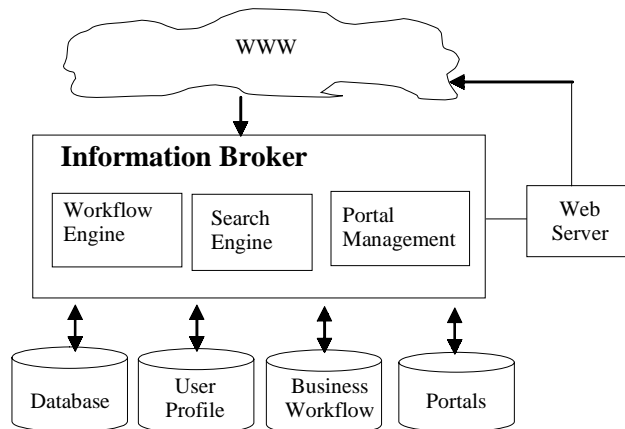 WWW
Information Broker
Workflow
Engine
Search
Engine
Portal
Management
Web
Server
Database
User
Profile
Business
Workflow
Portals